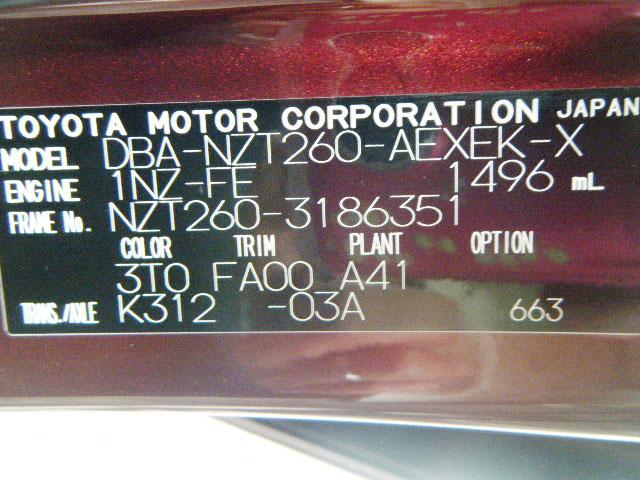 TOYOTA MOTOR CORPORATION JAPAN
MODEL DBA-NZT260-AEXEK-X
ENGINE 1NZ-FE 1496 mL
FRAME No. NZT260-3186351
COLOR TRIM PLANT OPTION
3T0 FA00 A41
TRANS./AXLE K312 -03A 663